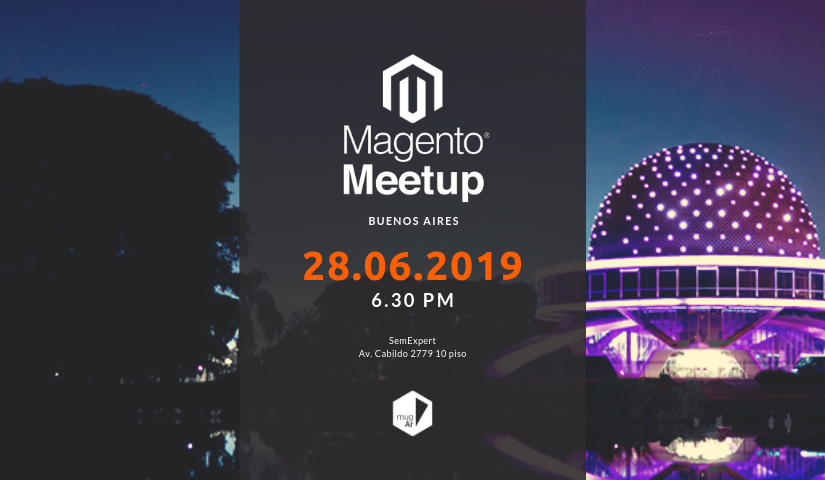 Magento®
Meetup
BUENOS AIRES
28.06.2019
6.30 PM
SemExpert
Av. Cabildo 2779 10 piso
mug
Ar